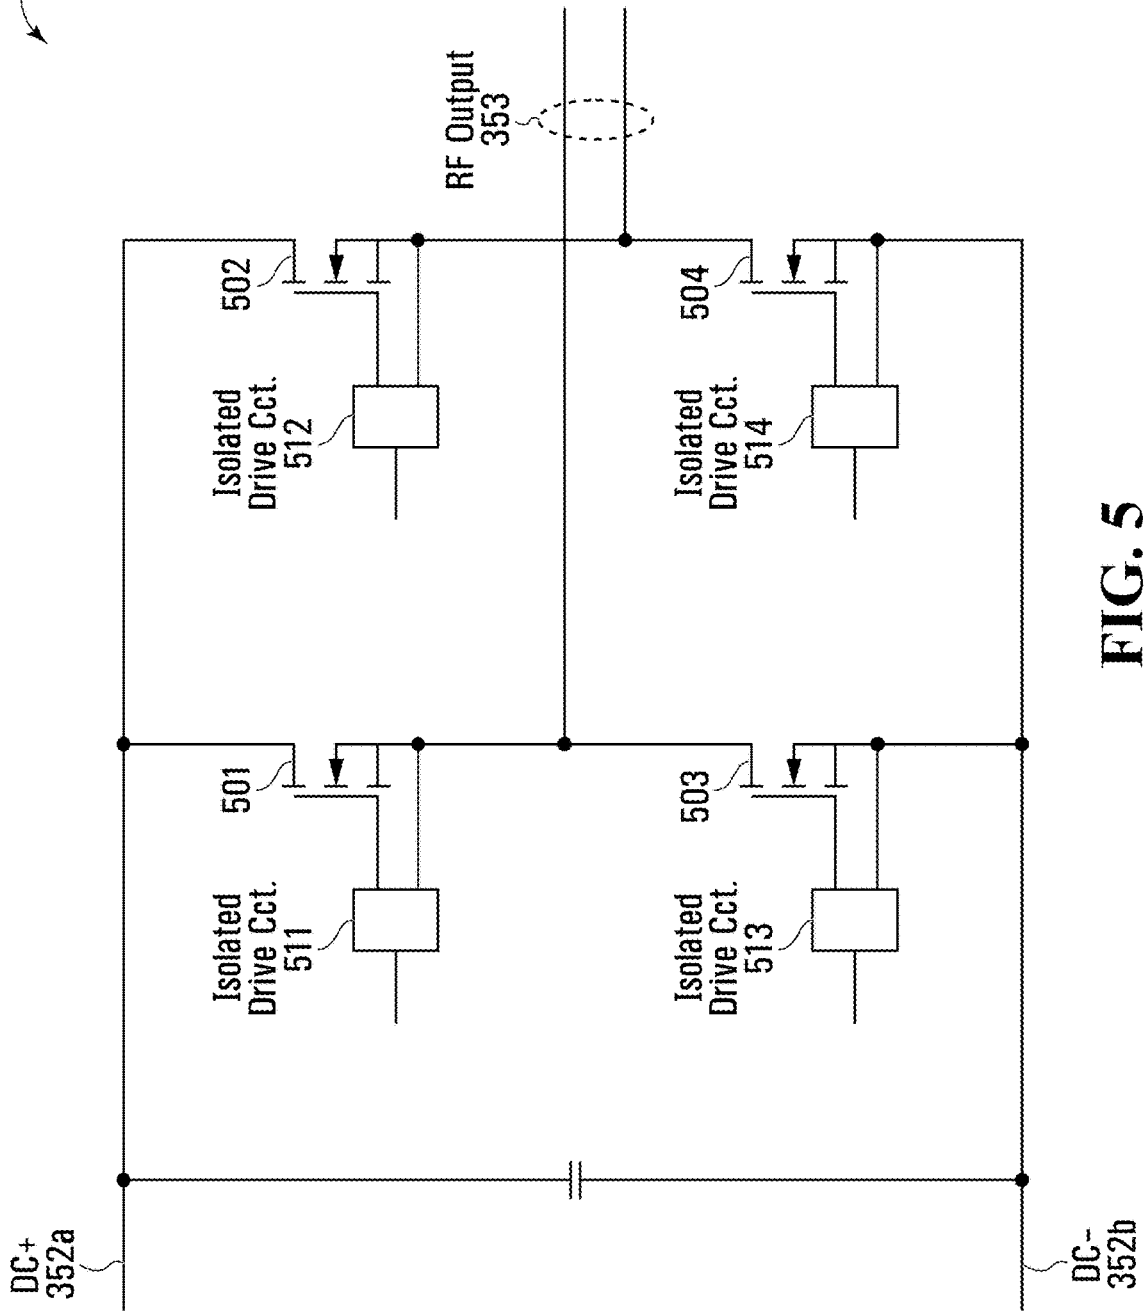 DC+
352a
Isolated
Drive Cct.
511
501
Isolated
Drive Cct.
512
502
RF Output
353
Isolated
Drive Cct.
513
503
Isolated
Drive Cct.
514
504
DC–
352b
FIG. 5